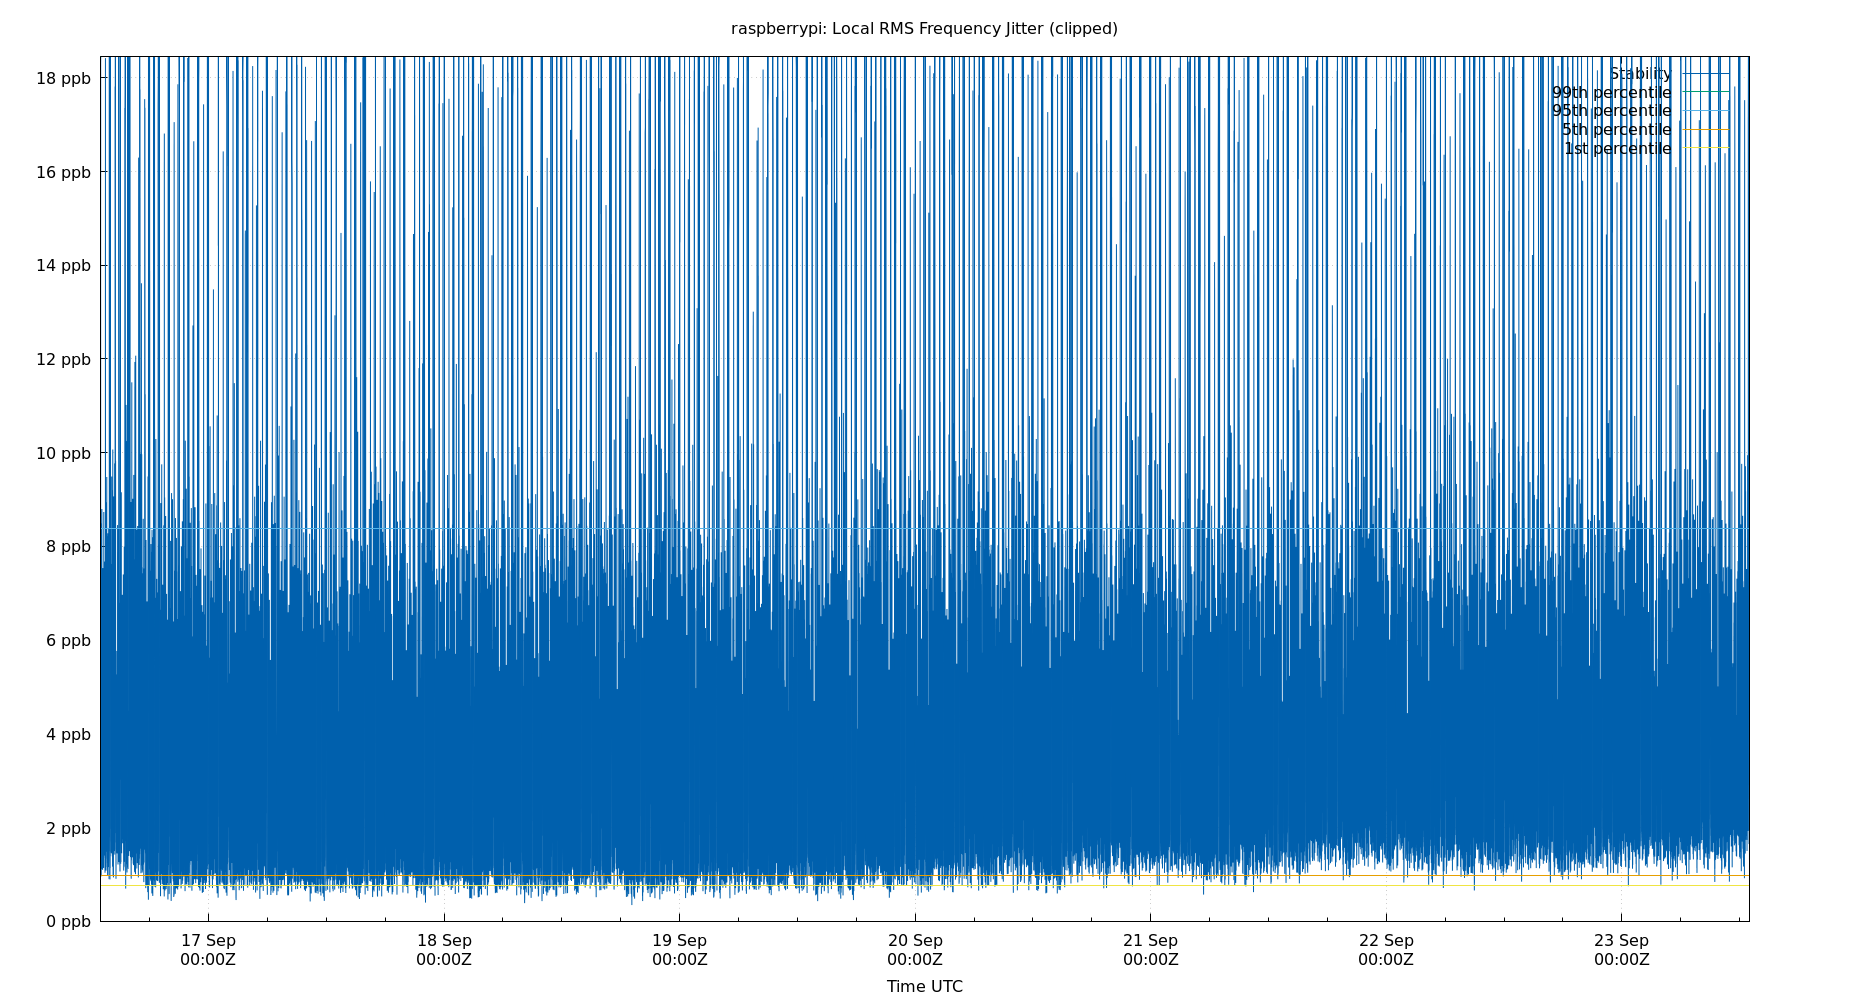 raspberrypi: Local RMS Frequency Jitter (clipped)
18 ppb
16 ppb
14 ppb
12 ppb
10 ppb
8 ppb
6 ppb
4 ppb
2 ppb
0 ppb
Stability
99th percentile
95th percentile
5th percentile
1st percentile
17 Sep 18 Sep 19 Sep 20 Sep 21 Sep 22 Sep 23 Sep
00:00Z 00:00Z 00:00Z 00:00Z 00:00Z 00:00Z 00:00Z
Time UTC